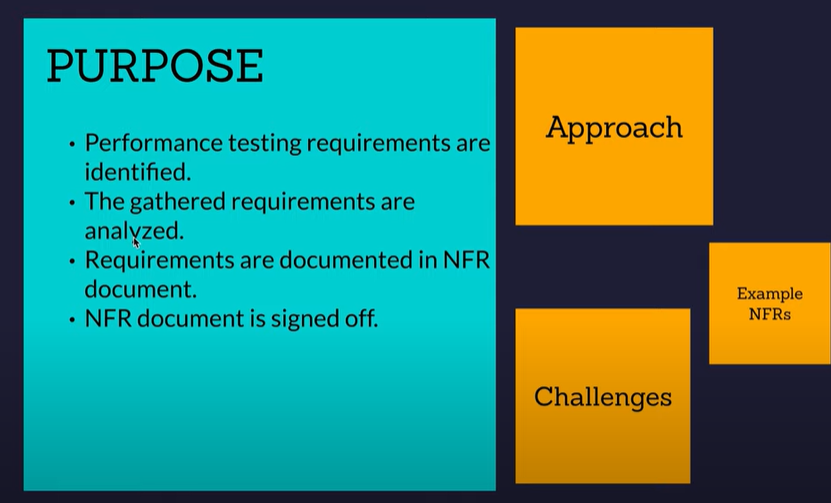 PURPOSE
• Performance testing requirements are
identified.
• The gathered requirements are
analyzed.
• Requirements are documented in NFR
document.
• NFR document is signed off.
Approach
Example
NFRs
Challenges